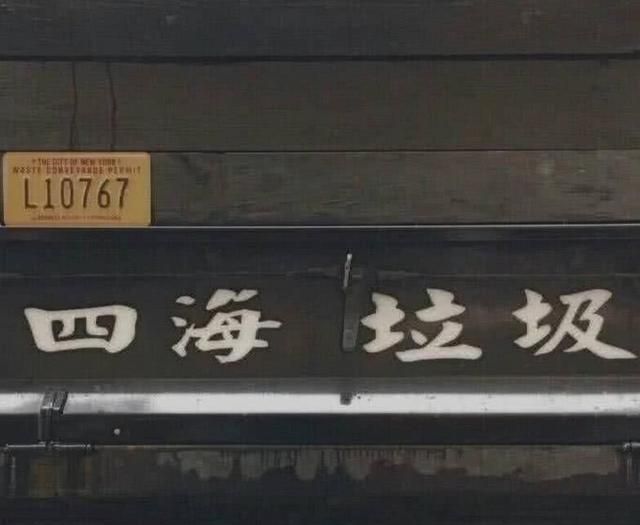 THE CITY OF NEW YORK
WASTE CONVEYANCE PERMIT
L10767
四海垃圾